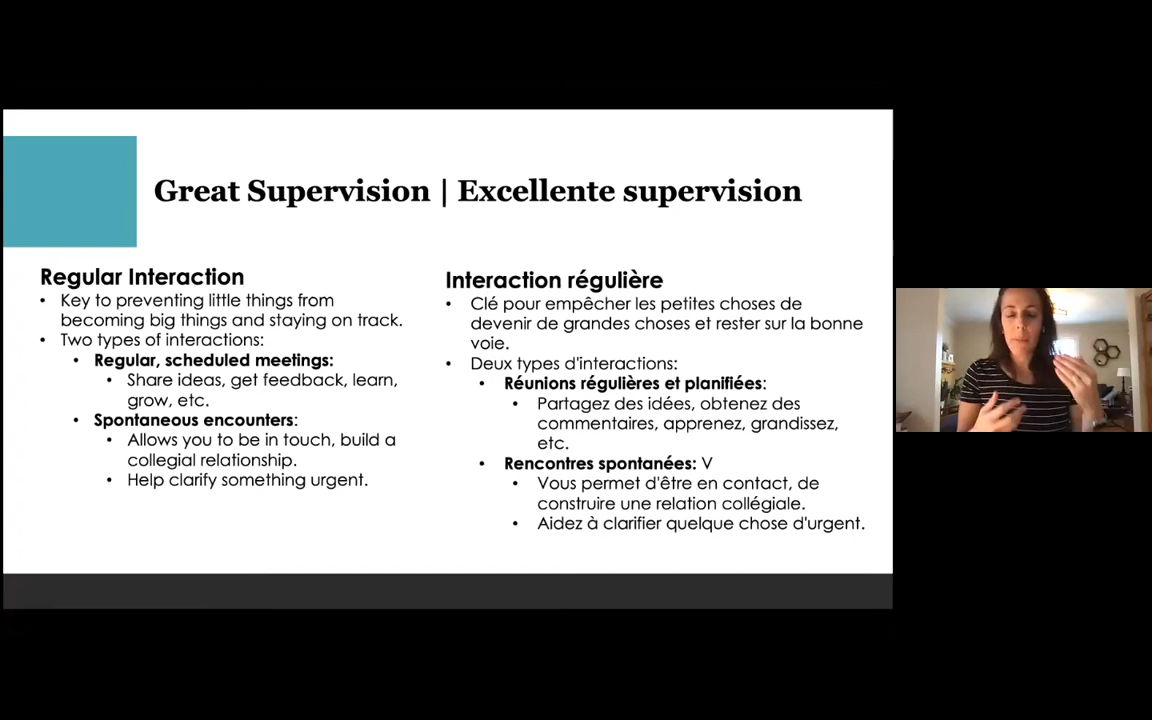 Great Supervision | Excellente supervision
Regular Interaction
• Key to preventing little things from
becoming big things and staying on track.
• Two types of interactions:
• Regular, scheduled meetings:
• Share ideas, get feedback, learn,
grow, etc.
• Spontaneous encounters:
• Allows you to be in touch, build a
collegial relationship.
• Help clarify something urgent.
Interaction régulière
• Clé pour empêcher les petites choses de
devenir de grandes choses et rester sur la bonne
voie.
• Deux types d'interactions:
• Réunions régulières et planifiées:
• Partagez des idées, obtenez des
commentaires, apprenez, grandissez,
etc.
• Rencontres spontanées: V
• Vous permet d'être en contact, de
construire une relation collégiale.
• Aidez à clarifier quelque chose d'urgent.